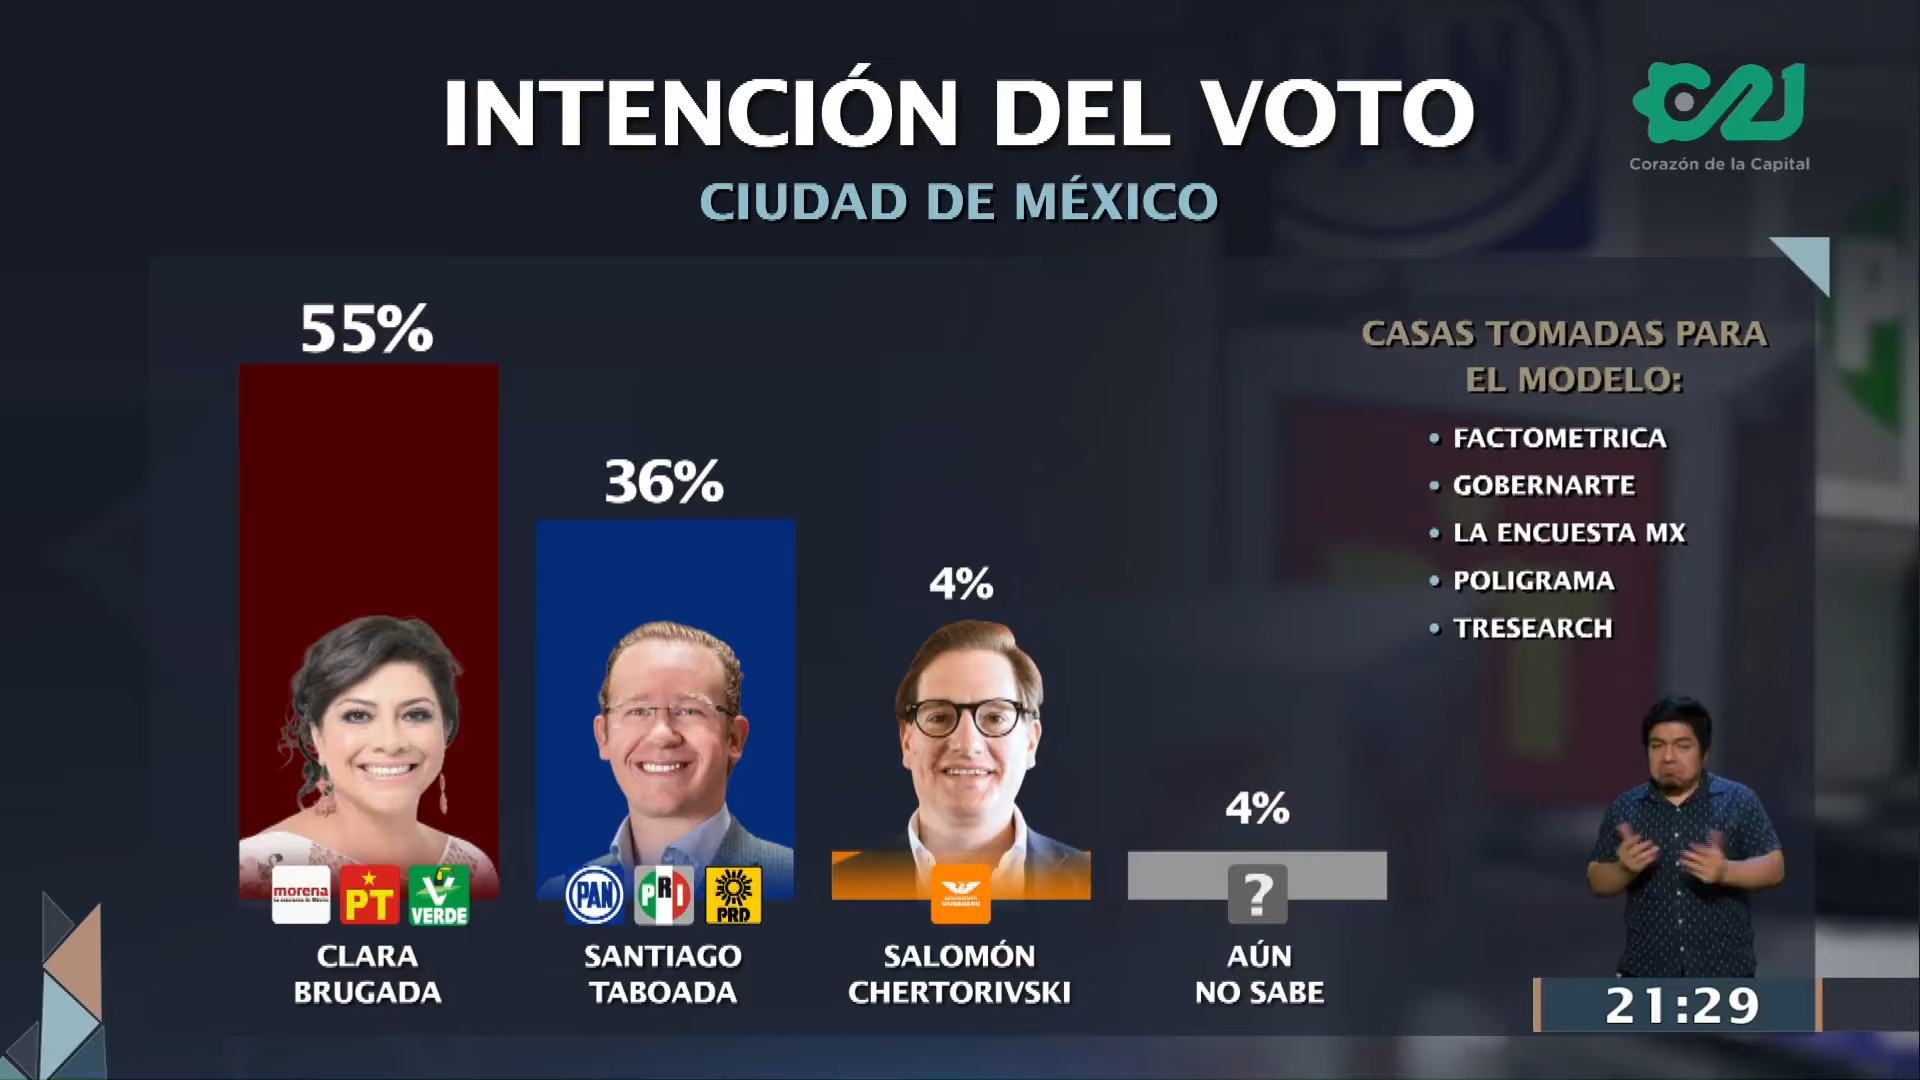 INTENCIÓN DEL VOTO
CIUDAD DE MÉXICO
Corazón de la Capital
55%
36%
4%
4%
CASAS TOMADAS PARA
EL MODELO:
• FACTOMETRICA
• GOBERNARTE
• LA ENCUESTA MX
• POLIGRAMA
• TRESEARCH
morena
PT
VERDE
PAN
PRI
PRD
?
CLARA
BRUGADA
SANTIAGO
TABOADA
SALOMÓN
CHERTORIVSKI
AÚN
NO SABE
21:29
PAN